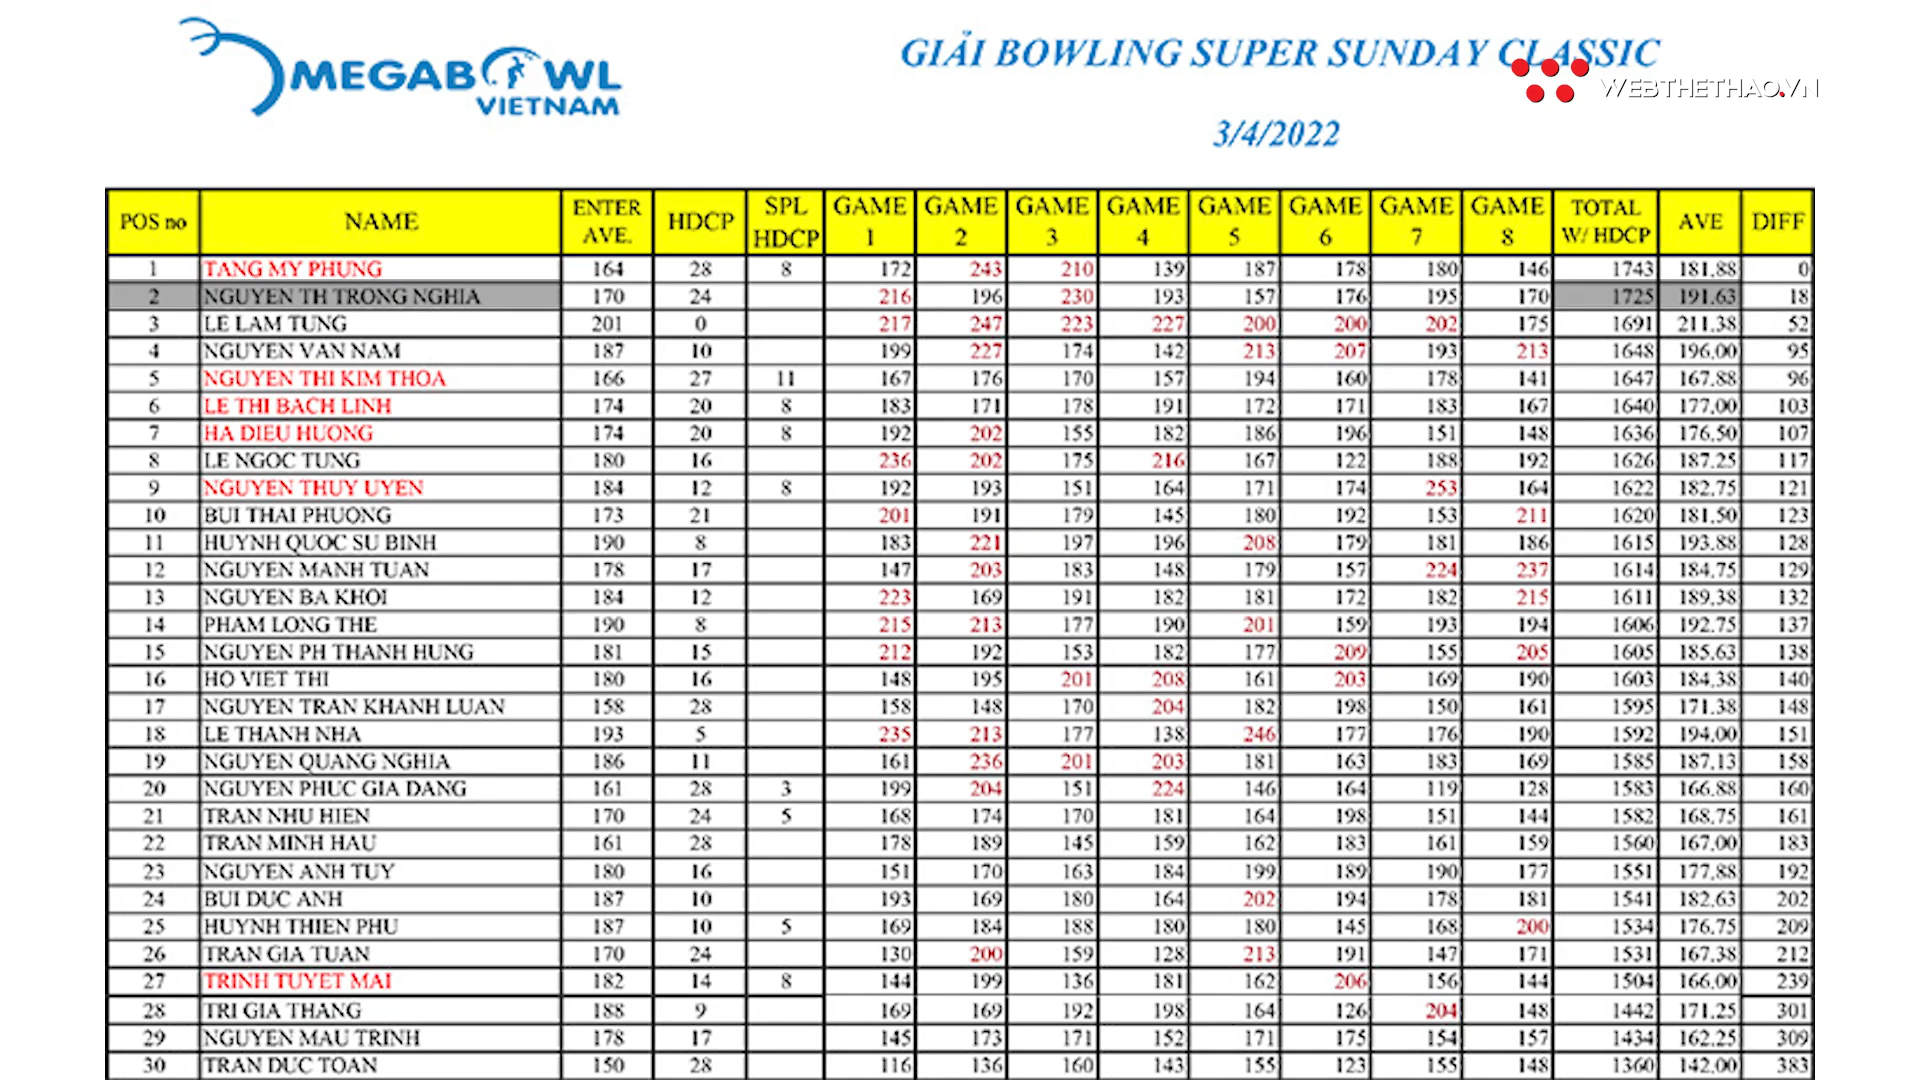 OMEGABOWL
VIETNAM
GIẢI BOWLING SUPER SUNDAY CLASSIC
WEBTHETHAO.VN
3/4/2022
POS no NAME ENTER AVE. HDCP SPL HDCP GAME 1 GAME 2 GAME 3 GAME 4 GAME 5 GAME 6 GAME 7 GAME 8 TOTAL W/ HDCP AVE DIFF
1 TANG MY PHUNG 164 28 8 172 243 210 139 187 178 180 146 1743 181.88 0
2 NGUYEN TH TRONG NGHIA 170 24 216 196 230 193 157 176 195 170 1725 191.63 18
3 LE LAM TUNG 201 0 217 247 223 227 200 200 202 175 1691 211.38 52
4 NGUYEN VAN NAM 187 10 199 227 174 142 213 207 193 213 1648 196.00 95
5 NGUYEN THI KIM THOA 166 27 11 167 176 170 157 194 160 178 141 1647 167.88 96
6 LE THI BACH LINH 174 20 8 183 171 178 191 172 171 183 167 1640 177.00 103
7 HA DIEU HUONG 174 20 8 192 202 155 182 186 196 151 148 1636 176.50 107
8 LE NGOC TUNG 180 16 236 202 175 216 167 122 188 192 1626 187.25 117
9 NGUYEN THUY UYEN 184 12 8 192 193 151 164 171 174 253 164 1622 182.75 121
10 BUI THAI PHUONG 173 21 201 191 179 145 180 192 153 211 1620 181.50 123
11 HUYNH QUOC SU BINH 190 8 183 221 197 196 208 179 181 186 1615 193.88 128
12 NGUYEN MANH TUAN 178 17 147 203 183 148 179 157 224 237 1614 184.75 129
13 NGUYEN BA KHOI 184 12 223 169 191 182 181 172 182 215 1611 189.38 132
14 PHAM LONG THE 190 8 215 213 177 190 201 159 193 194 1606 192.75 137
15 NGUYEN PH THANH HUNG 181 15 212 192 153 182 177 209 155 205 1605 185.63 138
16 HO VIET THI 180 16 148 195 201 208 161 203 169 190 1603 184.38 140
17 NGUYEN TRAN KHANH LUAN 158 28 158 148 170 204 182 198 150 161 1595 171.38 148
18 LE THANH NHA 193 5 235 213 177 138 246 177 176 190 1592 194.00 151
19 NGUYEN QUANG NGHIA 186 11 161 236 201 203 181 163 183 169 1585 187.13 158
20 NGUYEN PHUC GIA DANG 161 28 3 199 204 151 224 146 164 119 128 1583 166.88 160
21 TRAN NHU HIEN 170 24 5 168 174 170 181 164 198 151 144 1582 168.75 161
22 TRAN MINH HAU 161 28 178 189 145 159 162 183 161 159 1560 167.00 183
23 NGUYEN ANH TUY 180 16 151 170 163 184 199 189 190 177 1551 177.88 192
24 BUI DUC ANH 187 10 193 169 180 164 202 194 178 181 1541 182.63 202
25 HUYNH THIEN PHU 187 10 5 169 184 188 180 180 145 168 200 1534 176.75 209
26 TRAN GIA TUAN 170 24 130 200 159 128 213 191 147 171 1531 167.38 212
27 TRINH TUYET MAI 182 14 8 144 199 136 181 162 206 156 144 1504 166.00 239
28 TRI GIA THANG 188 9 169 169 192 198 164 126 204 148 1442 171.25 301
29 NGUYEN MAU TRINH 178 17 145 173 171 152 171 175 154 157 1434 162.25 309
30 TRAN DUC TOAN 150 28 116 136 160 143 155 123 155 148 1360 142.00 383